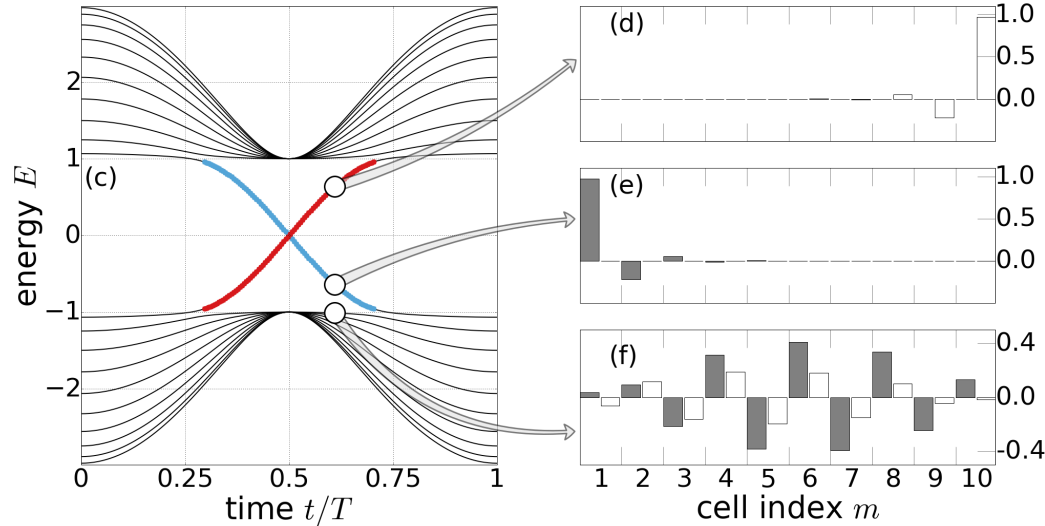 (c)
energy E
2
1
0
−1
−2
0 0.25 0.5 0.75 1
time t/T
(d)
1.0
0.5
0.0
(e)
1.0
0.5
0.0
(f)
0.4
0.0
-0.4
1 2 3 4 5 6 7 8 9 10
cell index m